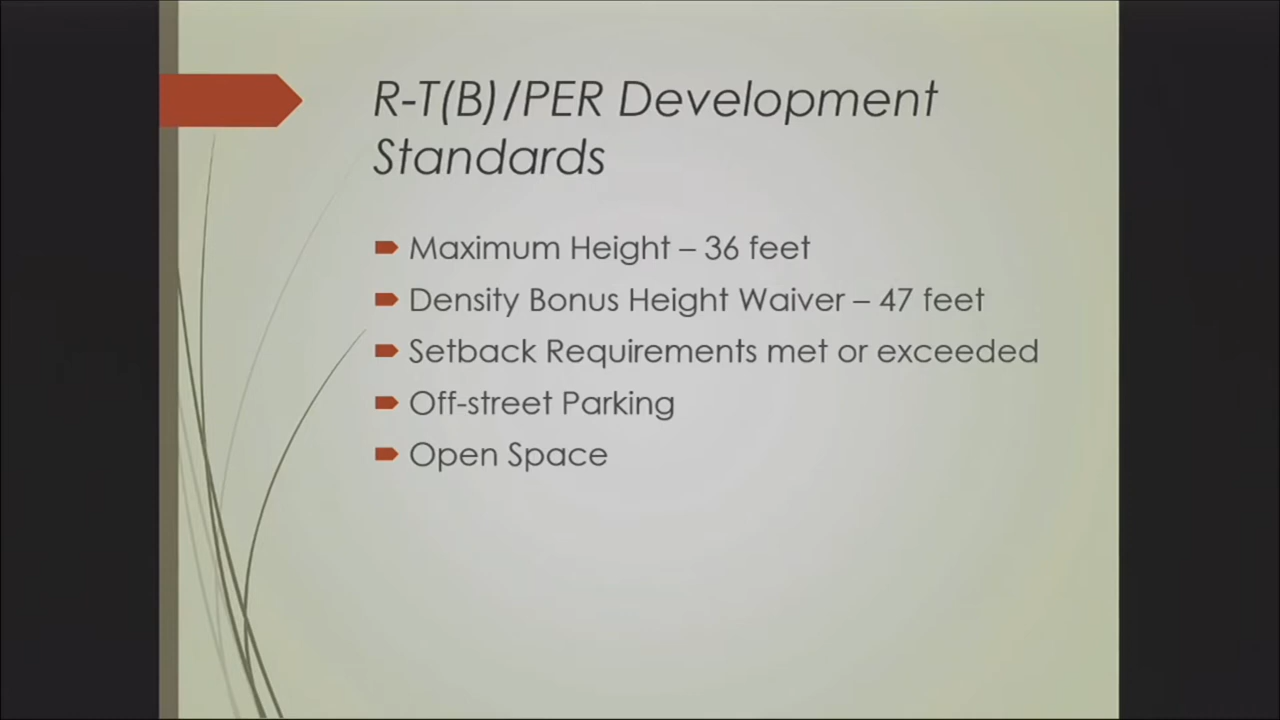 R-T(B)/PER Development
Standards
Maximum Height – 36 feet
Density Bonus Height Waiver – 47 feet
Setback Requirements met or exceeded
Off-street Parking
Open Space